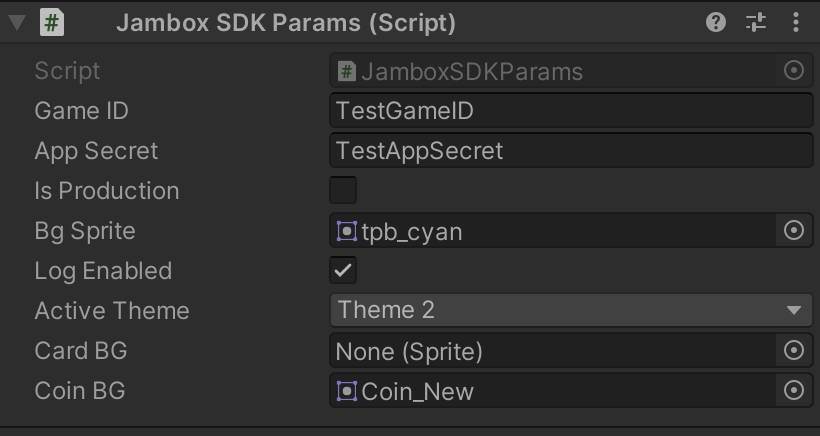 Jambox SDK Params (Script)
Script JamboxSDKParams
Game ID TestGameID
App Secret TestAppSecret
Is Production
Bg Sprite tpb_cyan
Log Enabled
Active Theme Theme 2
Card BG None (Sprite)
Coin BG Coin_New